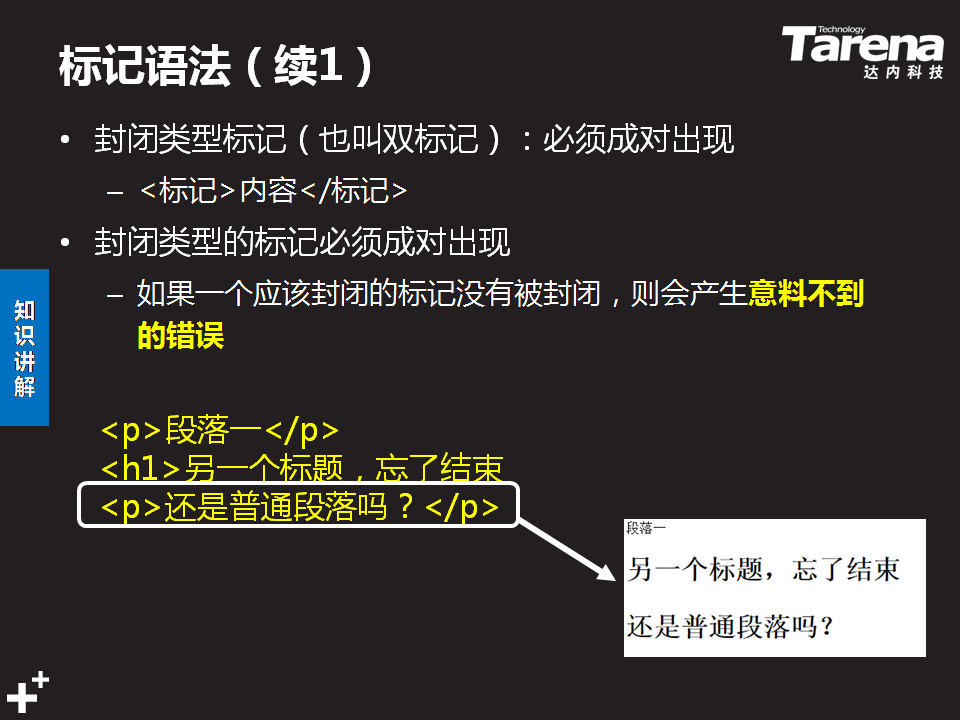 标记语法（续1）
Technology
Tarena
达内科技
• 封闭类型标记（也叫双标记）：必须成对出现
– <标记>内容</标记>
• 封闭类型的标记必须成对出现
– 如果一个应该封闭的标记没有被封闭，则会产生意料不到
的错误
知识讲解
<p>段落一</p>
<h1>另一个标题，忘了结束
<p>还是普通段落吗？</p>
段落一
另一个标题，忘了结束
还是普通段落吗？